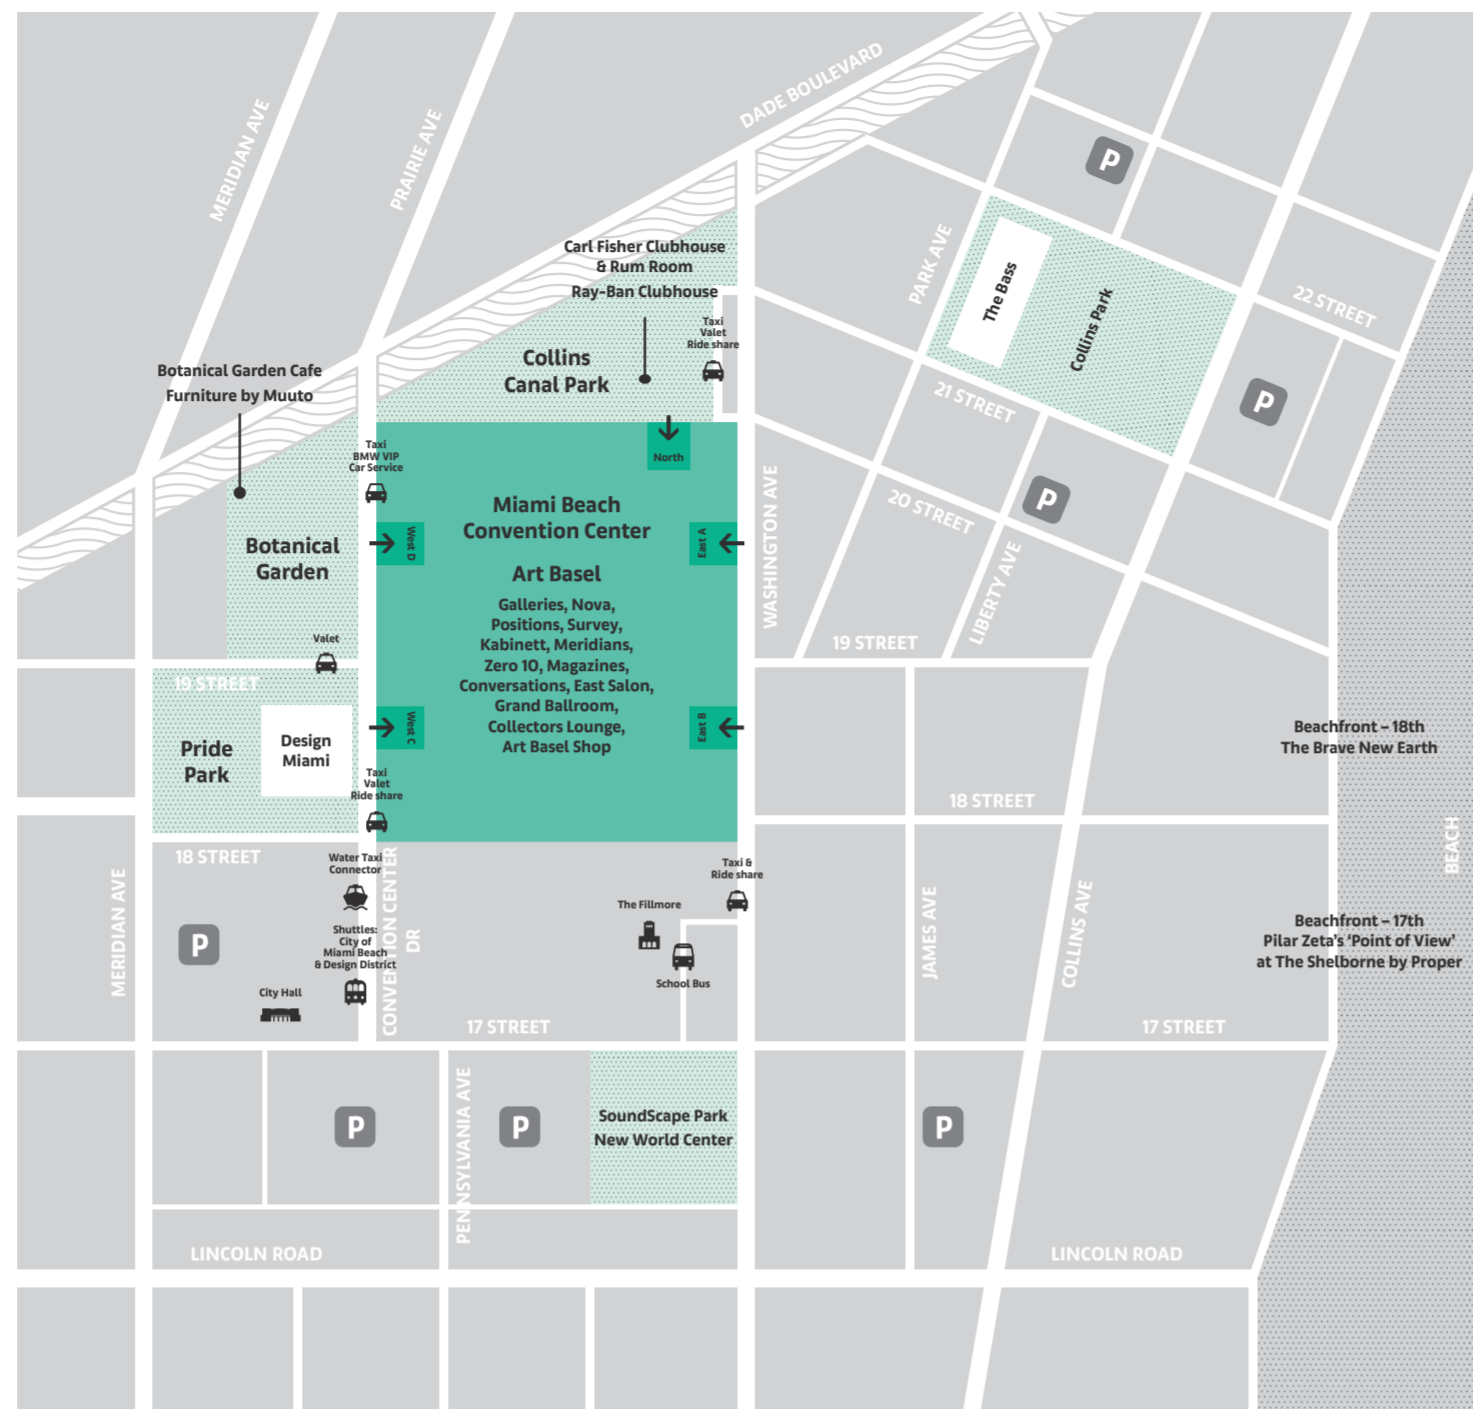 DADE BOULEVARD
MERIDIAN AVE
PRAIRIE AVE
P
Carl Fisher Clubhouse
& Rum Room
Ray-Ban Clubhouse
PARK AVE
The Bass
Collins Park
22 STREET
Taxi
Valet
Ride share
Collins
Canal Park
Botanical Garden Cafe
Furniture by Muuto
21 STREET
P
Taxi
BMW VIP
Car Service
North
WASHINGTON AVE
20 STREET
P
Miami Beach
Convention Center
West D
East A
Botanical
Garden
Art Basel
Galleries, Nova,
Positions, Survey,
Kabinett, Meridians,
Zero 10, Magazines,
Conversations, East Salon,
Grand Ballroom,
Collectors Lounge,
Art Basel Shop
LIBERTY AVE
Valet
19 STREET
19 STREET
West C
East B
Pride
Park
Design
Miami
Beachfront – 18th
The Brave New Earth
Taxi
Valet
Ride share
18 STREET
BEACH
18 STREET
Water Taxi
Connector
CONVENTION CENTER
DR
Taxi &
Ride share
MERIDIAN AVE
JAMES AVE
COLLINS AVE
The Fillmore
P
Shuttles:
City of
Miami Beach
& Design District
Beachfront – 17th
Pilar Zeta's 'Point of View'
at The Shelborne by Proper
School Bus
City Hall
17 STREET
17 STREET
PENNSYLVANIA AVE
P
P
SoundScape Park
New World Center
P
LINCOLN ROAD
LINCOLN ROAD